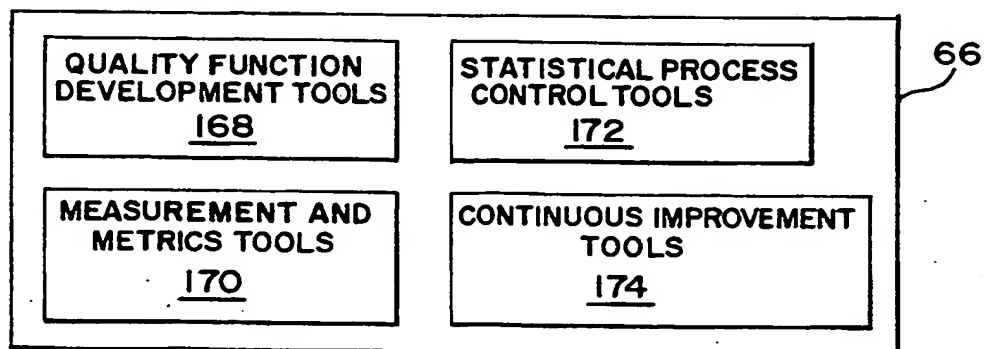 QUALITY FUNCTION
DEVELOPMENT TOOLS
168
STATISTICAL PROCESS
CONTROL TOOLS
172
66
MEASUREMENT AND
METRICS TOOLS
170
CONTINUOUS IMPROVEMENT
TOOLS
174